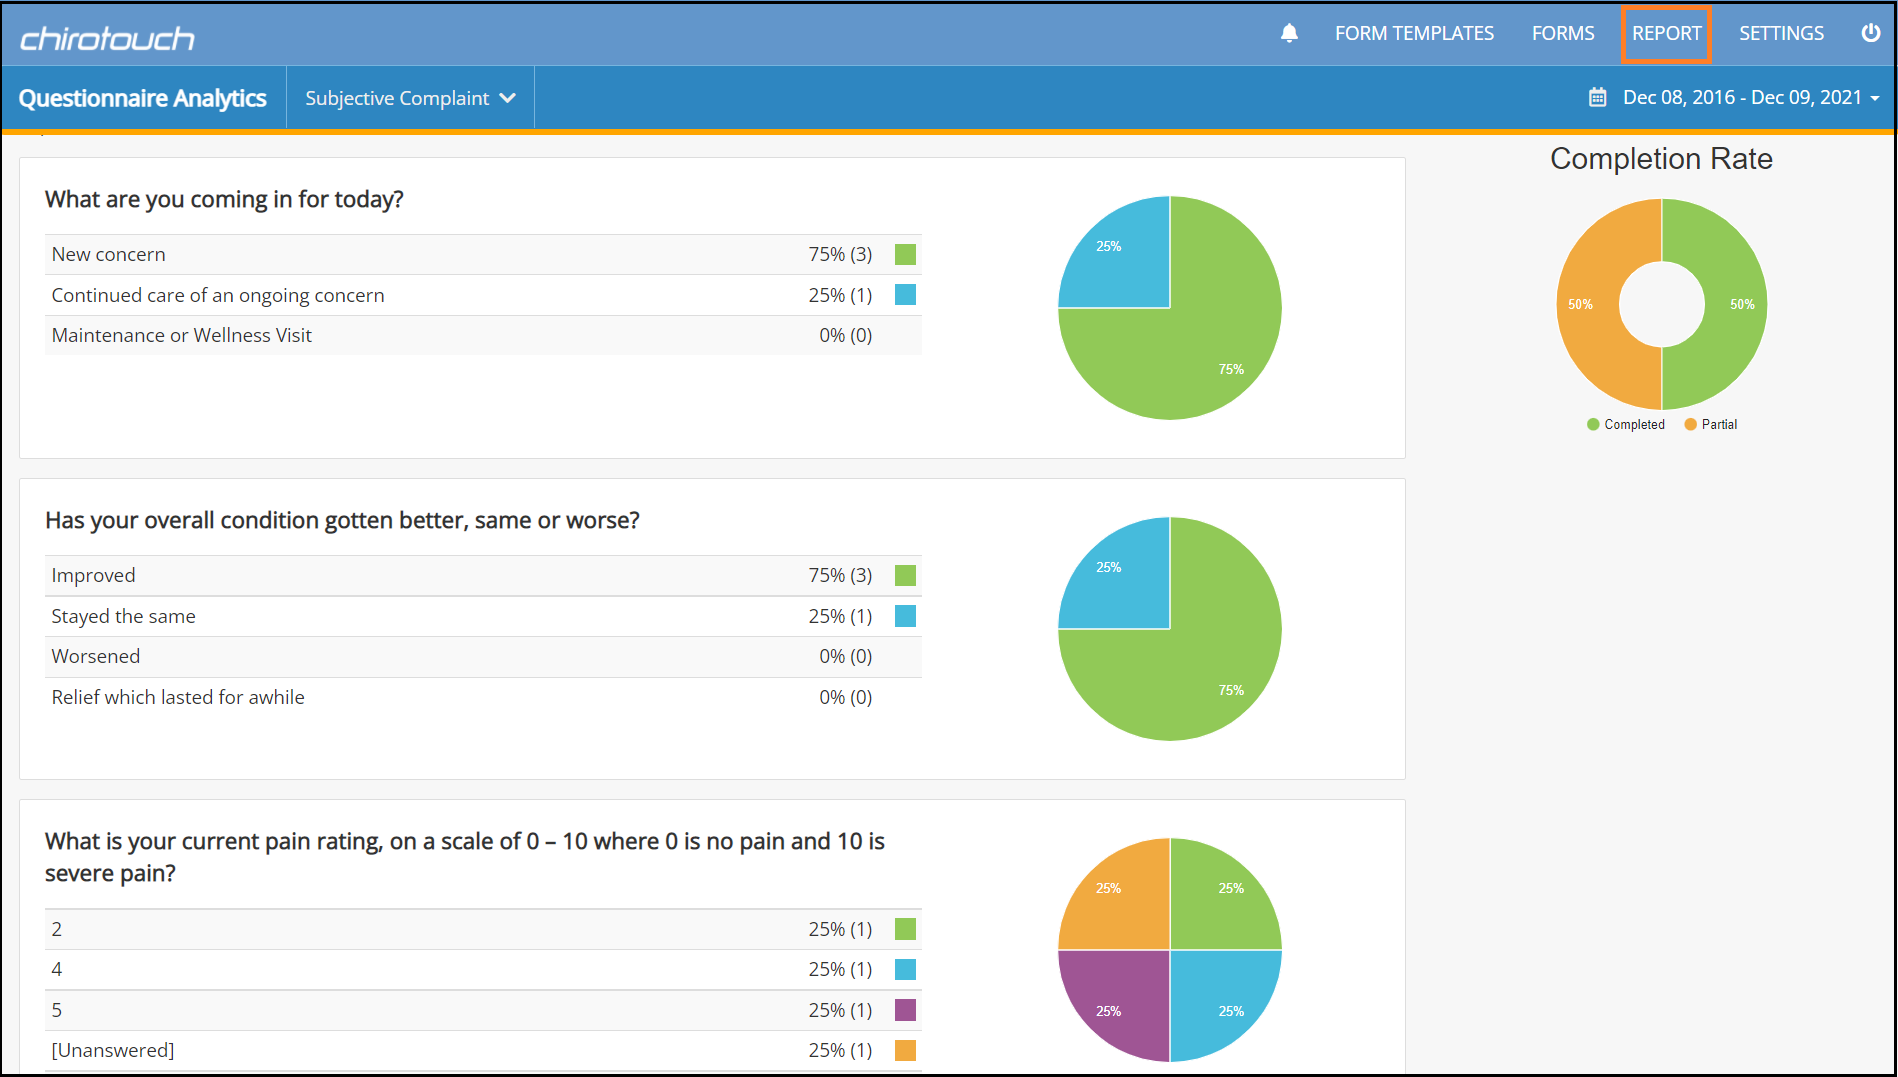 chirotouch
FORM TEMPLATES
FORMS
REPORT
SETTINGS
Questionnaire Analytics
Subjective Complaint
Dec 08, 2016 - Dec 09, 2021
What are you coming in for today?
New concern 75% (3)
Continued care of an ongoing concern 25% (1)
Maintenance or Wellness Visit 0% (0)
25%
75%
Completion Rate
50%
50%
Completed
Partial
Has your overall condition gotten better, same or worse?
Improved 75% (3)
Stayed the same 25% (1)
Worsened 0% (0)
Relief which lasted for awhile 0% (0)
25%
75%
What is your current pain rating, on a scale of 0 – 10 where 0 is no pain and 10 is
severe pain?
2 25% (1)
4 25% (1)
5 25% (1)
[Unanswered] 25% (1)
25%
25%
25%
25%